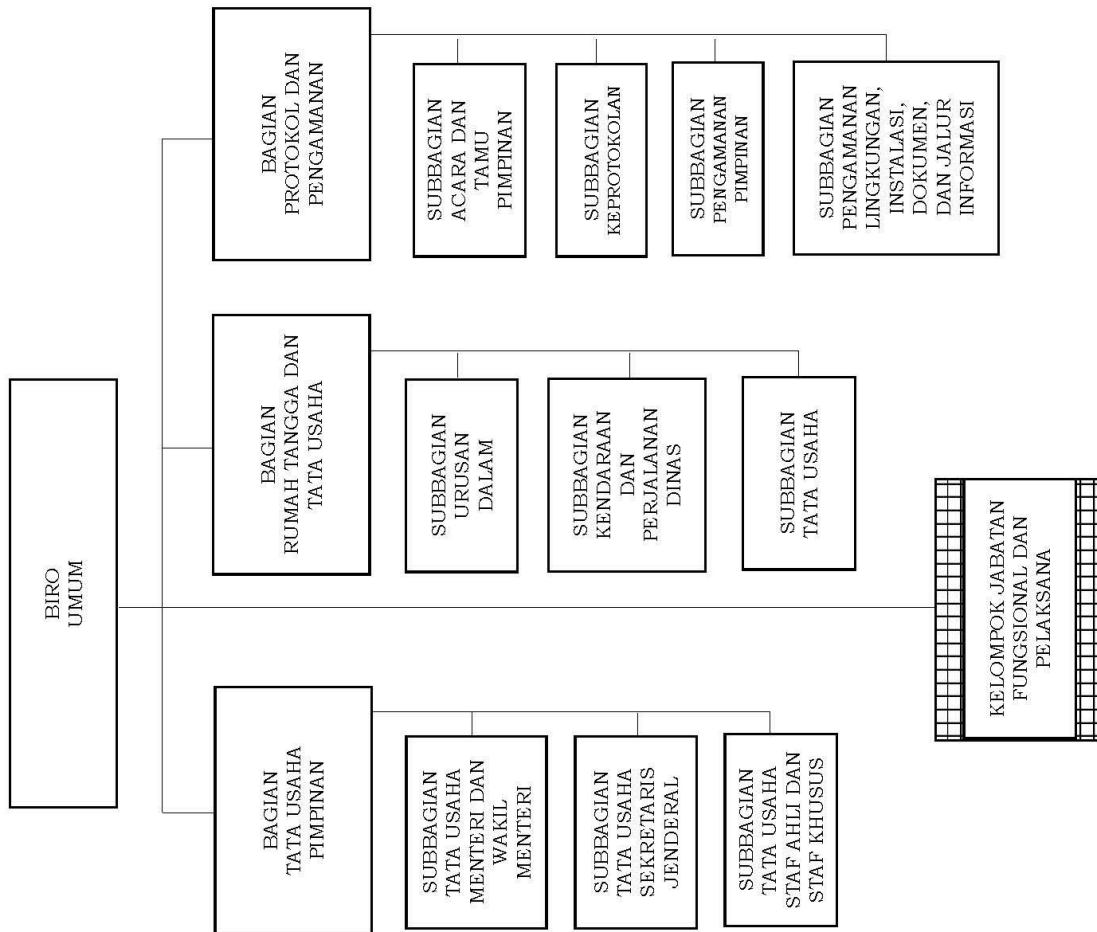 BIRO
UMUM
BAGIAN
TATA USAHA
PIMPINAN
SUBBAGIAN
TATA USAHA
MENTERI DAN
WAKIL
MENTERI
SUBBAGIAN
TATA USAHA
SEKRETARIS
JENDERAL
SUBBAGIAN
TATA USAHA
STAF AHLI DAN
STAF KHUSUS
BAGIAN
RUMAH TANGGA DAN
TATA USAHA
SUBBAGIAN
URUSAN
DALAM
SUBBAGIAN
KENDARAAN
DAN
PERJALANAN
DINAS
SUBBAGIAN
TATA USAHA
BAGIAN
PROTOKOL DAN
PENGAMANAN
SUBBAGIAN
ACARA DAN
TAMU
PIMPINAN
SUBBAGIAN
KEPROTOKOLAN
SUBBAGIAN
PENGAMANAN
PIMPINAN
SUBBAGIAN
PENGAMANAN
LINGKUNGAN,
INSTALASI,
DOKUMEN,
DAN JALUR
INFORMASI
KELOMPOK JABATAN
FUNGSIONAL DAN
PELAKSANA